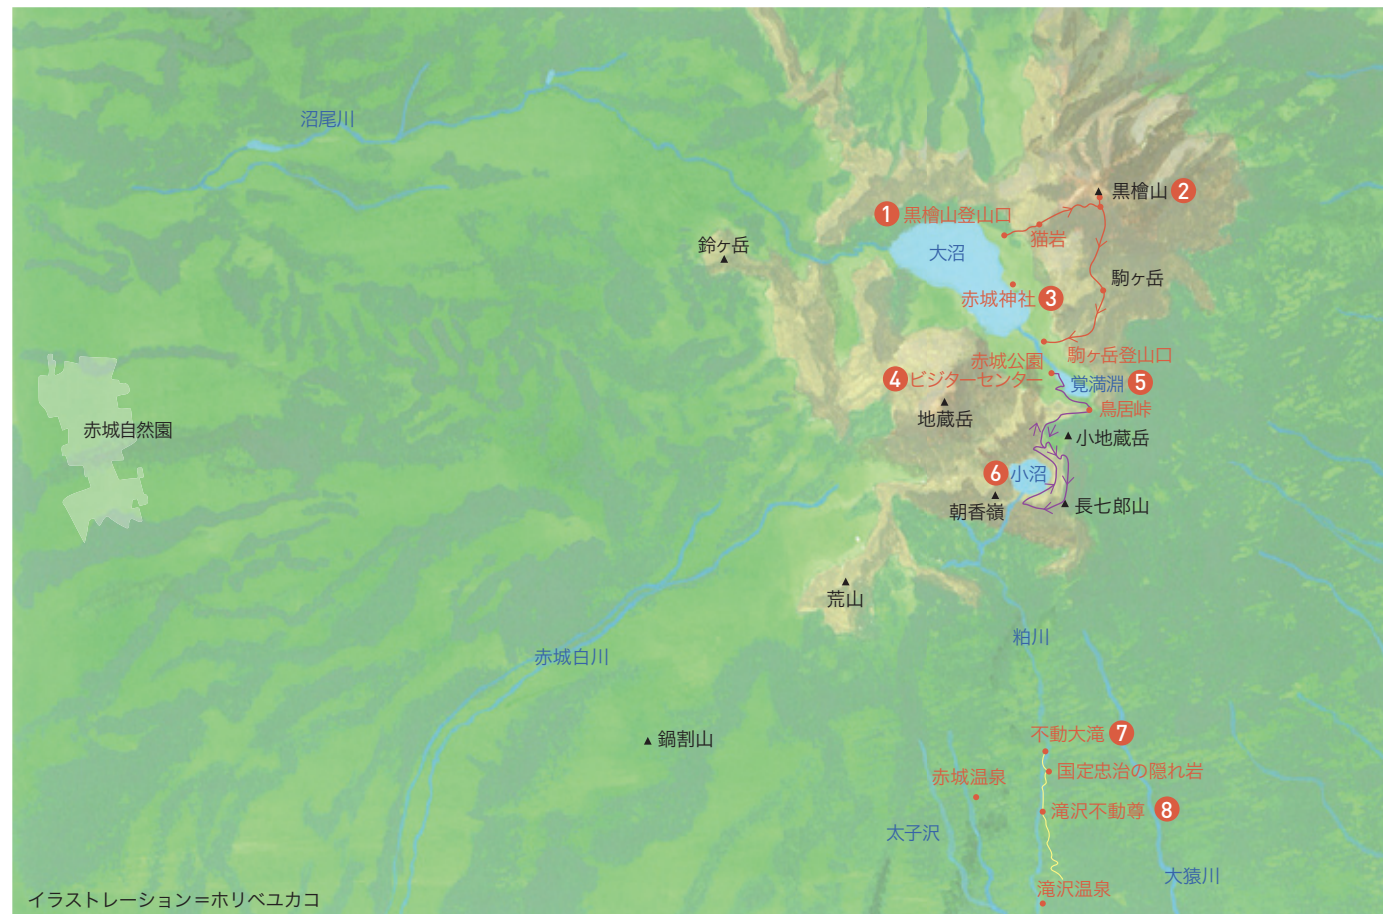 沼尾川
黒檜山 2
1 黒檜山登山口
猫岩
鈴ヶ岳
大沼
駒ヶ岳
赤城神社 3
駒ヶ岳登山口
赤城公園
4 ビジターセンター
覚満淵 5
鳥居峠
地蔵岳
赤城自然園
小地蔵岳
6 小沼
長七郎山
朝香嶺
荒山
粕川
赤城白川
不動大滝 7
鍋割山
国定忠治の隠れ岩
赤城温泉
滝沢不動尊 8
太子沢
大猿川
滝沢温泉
イラストレーション＝ホリベユカコ